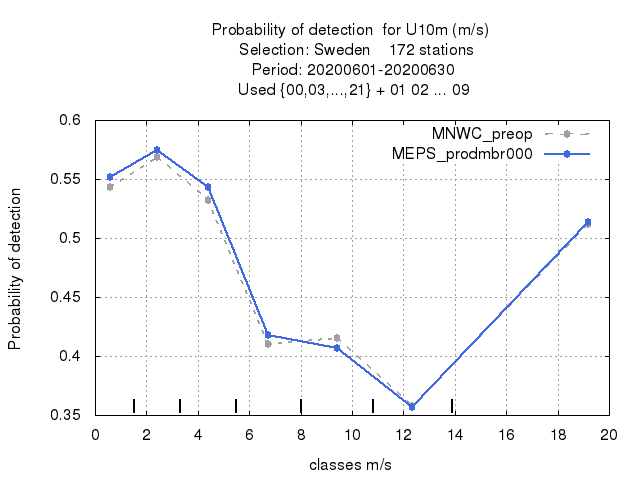 Probability of detection  for U10m (m/s)
Selection: Sweden    172 stations
Period: 20200601-20200630
Used {00,03,...,21} + 01 02 ... 09
0.6
0.55
0.5
0.45
0.4
0.35
Probability of detection
MNWC_preop
MEPS_prodmbr000
0 2 4 6 8 10 12 14 16 18 20
classes m/s